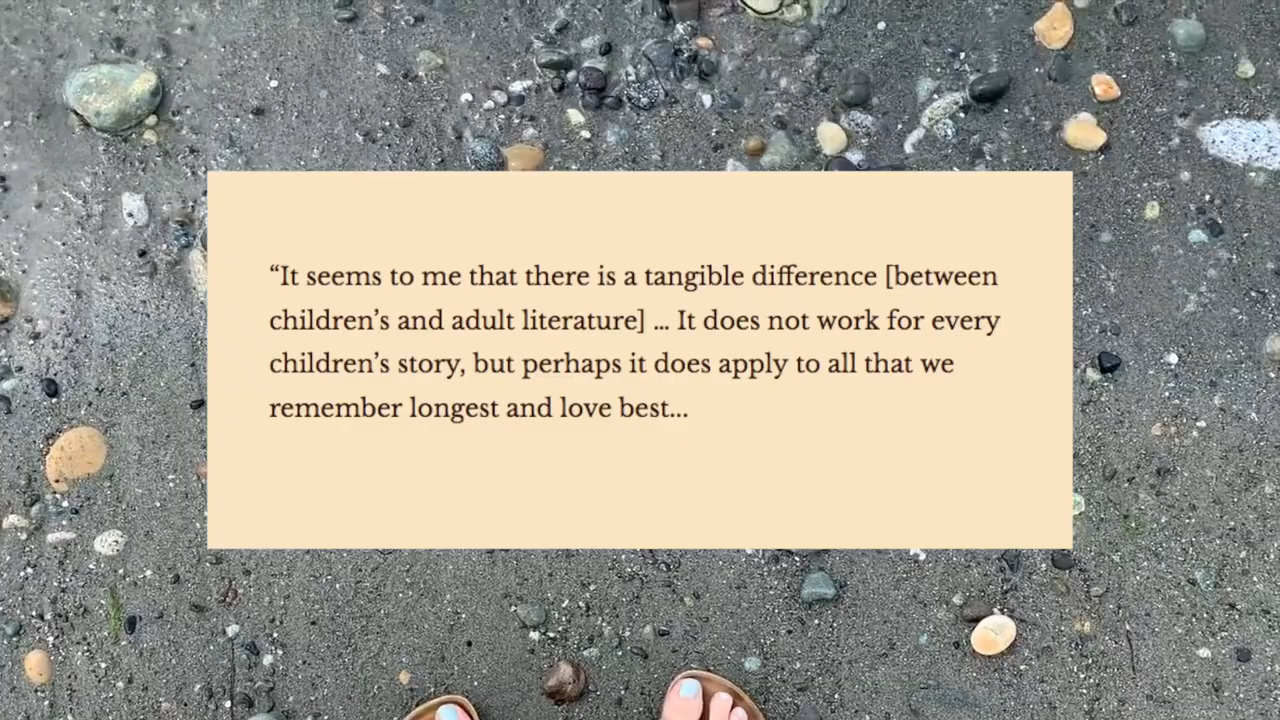 “It seems to me that there is a tangible difference [between
children’s and adult literature] ... It does not work for every
children’s story, but perhaps it does apply to all that we
remember longest and love best...